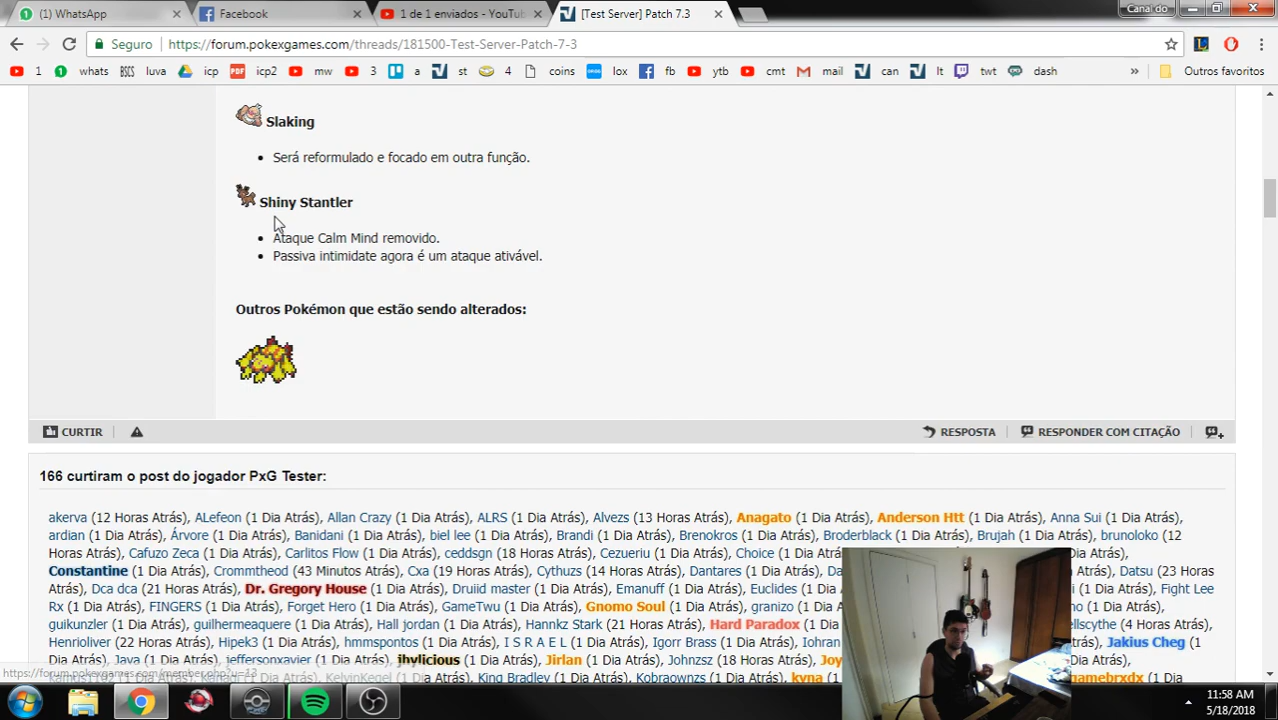 WhatsApp
Facebook
1 de 1 enviados - YouTu
[Test Server] Patch 7.3
Canal do
Seguro
https://forum.pokexgames.com/threads/181500-Test-Server-Patch-7-3
1 whats luva icp icp2 mw 3 a st 4 coins lox fb ytb cmt mail can lt twt dash » Outros favoritos
Slaking
Será reformulado e focado em outra função.
Shiny Stantler
Ataque Calm Mind removido.
Passiva intimidate agora é um ataque ativável.
Outros Pokémon que estão sendo alterados:
CURTIR
RESPOSTA
RESPONDER COM CITAÇÃO
166 curtiram o post do jogador PxG Tester:
akerva (12 Horas Atrás), ALefeon (1 Dia Atrás), Allan Crazy (1 Dia Atrás), ALRS (1 Dia Atrás), Alvezs (13 Horas Atrás), Anagato (1 Dia Atrás), Anderson Htt (1 Dia Atrás), Anna Sui (1 Dia Atrás),
ardian (1 Dia Atrás), Árvore (1 Dia Atrás), Banidani (1 Dia Atrás), biel lee (1 Dia Atrás), Brandi (1 Dia Atrás), Brenokros (1 Dia Atrás), Broderblack (1 Dia Atrás), Brujah (1 Dia Atrás), brunoloko (12
Horas Atrás), Cafuzo Zeca (1 Dia Atrás), Carlitos Flow (1 Dia Atrás), ceddsgn (18 Horas Atrás), Cezueriu (1 Dia Atrás), Choice (1 Dia Atrás),
Constantine (1 Dia Atrás), Crommtheod (43 Minutos Atrás), Cxa (19 Horas Atrás), Cythuzs (14 Horas Atrás), Dantares (1 Dia Atrás), Da Datsu (23 Horas
Atrás), Dca dca (21 Horas Atrás), Dr. Gregory House (1 Dia Atrás), Druiid master (1 Dia Atrás), Emanuff (1 Dia Atrás), Euclides (1 Dia Fight Lee
Rx (1 Dia Atrás), FINGERS (1 Dia Atrás), Forget Hero (1 Dia Atrás), GameTwu (1 Dia Atrás), Gnomo Soul (1 Dia Atrás), granizo (1 Dia
guikunzler (1 Dia Atrás), guilhermeaquere (1 Dia Atrás), Hall jordan (1 Dia Atrás), Hannkz Stark (21 Horas Atrás), Hard Paradox (1 Dia ellscythe (4 Horas Atrás),
Henrioliver (22 Horas Atrás), Hipek3 (1 Dia Atrás), hmmspontos (1 Dia Atrás), I S R A E L (1 Dia Atrás), Igorr Brass (1 Dia Atrás), Iohran Jakius Cheg (1
Dia Atrás), Java (1 Dia Atrás), jeffersonxavier (1 Dia Atrás), jhylicious (1 Dia Atrás), Jirlan (1 Dia Atrás), Johnzsz (18 Horas Atrás), Joy
King Bradley (1 Dia Atrás), Kobraownzs (1 Dia Atrás), kyna (1 Dia
11:58 AM
5/18/2018